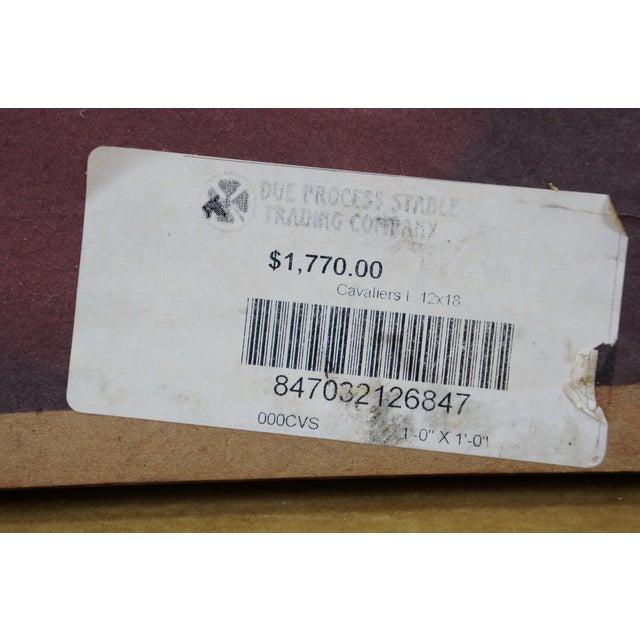 DUE PROCESS STABLE
TRADING COMPANY
$1,770.00
Cavaliers I 12x18
847032126847
000CVS
1'-0" X 1'-0"